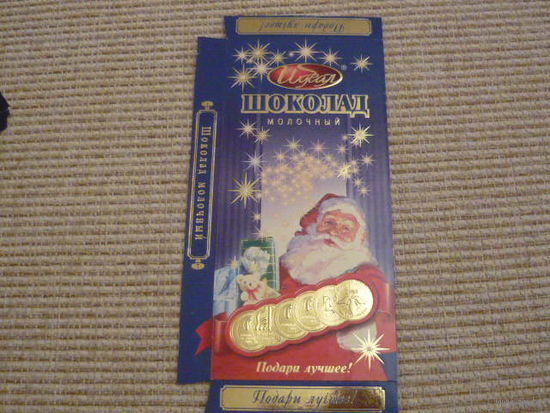 Подари лучшее!
Идеал®
ШОКОЛАД
МОЛОЧНЫЙ
Шоколад молочный
Подари лучшее!
Подари лучшее!